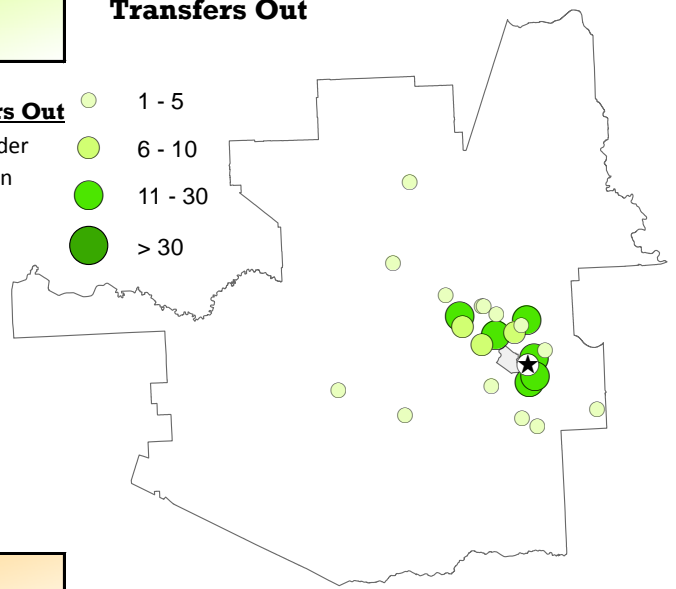 Transfers Out
rs Out
der
n
1 - 5
6 - 10
11 - 30
> 30